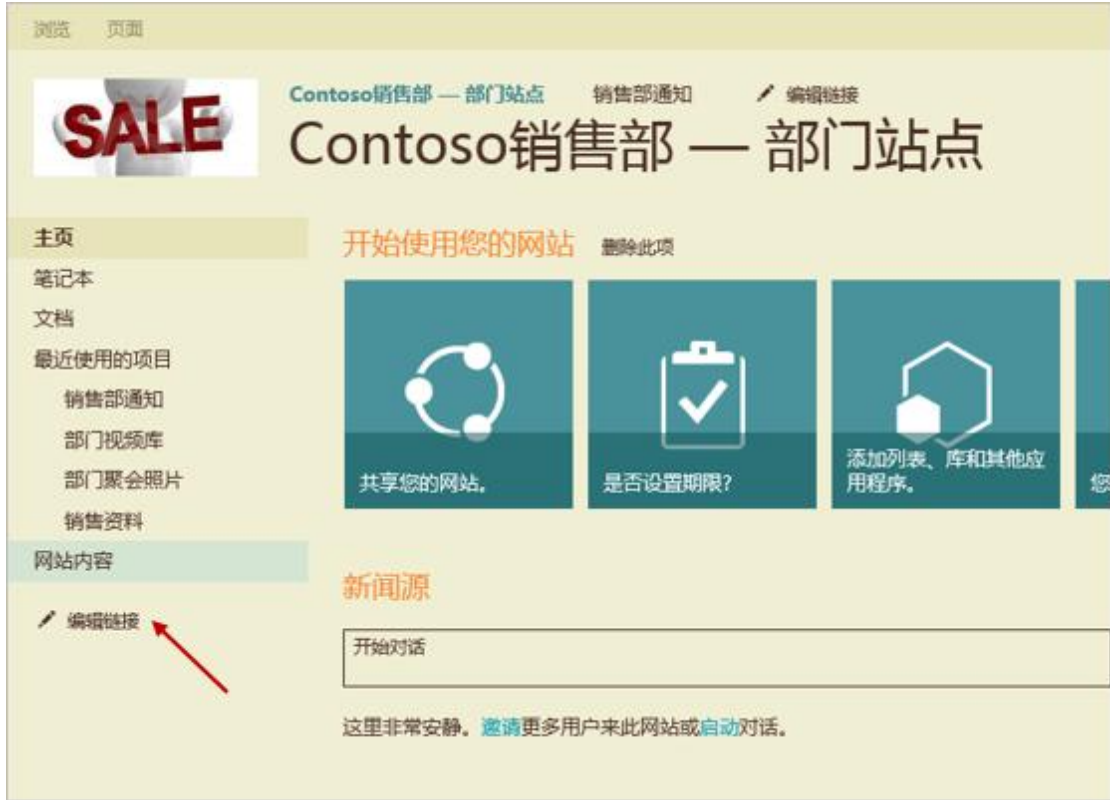 浏览 页面
SALE
Contoso销售部 — 部门站点 销售部通知 编辑链接
Contoso销售部 — 部门站点
主页
笔记本
文档
最近使用的项目
销售部通知
部门视频库
部门聚会照片
销售资料
网站内容
编辑链接
开始使用您的网站 删除此项
共享您的网站。
是否设置期限?
添加列表、库和其他应
用程序。
您
新闻源
开始对话
这里非常安静。邀请更多用户来此网站或启动对话。